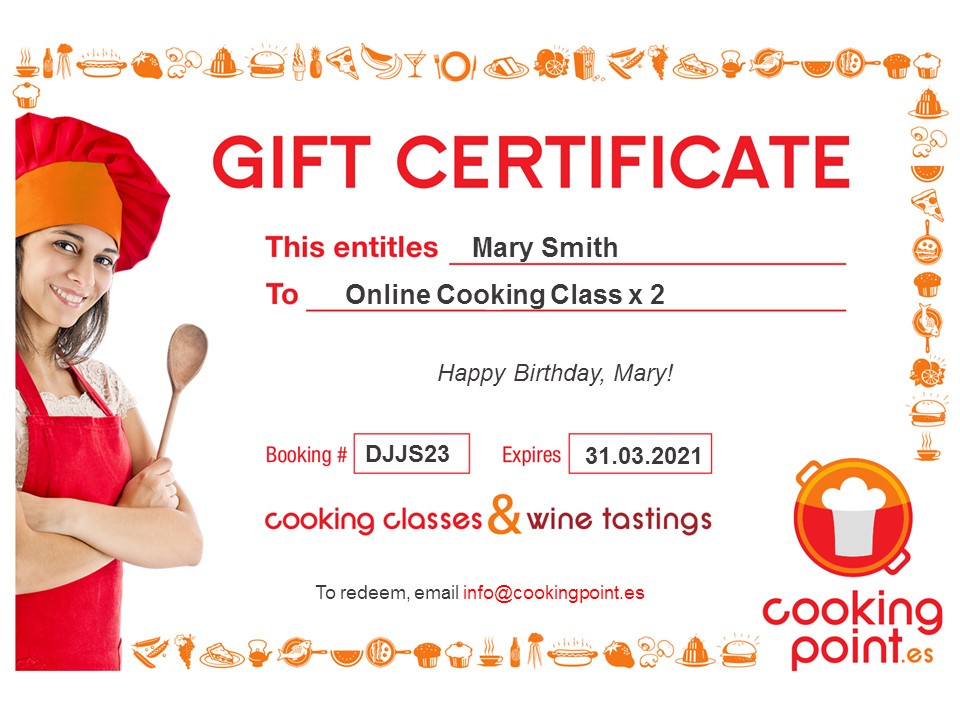 GIFT CERTIFICATE
This entitles Mary Smith
To Online Cooking Class x 2
Happy Birthday, Mary!
Booking # DJJS23 Expires 31.03.2021
cooking classes & wine tastings
To redeem, email info@cookingpoint.es
cooking
point.es